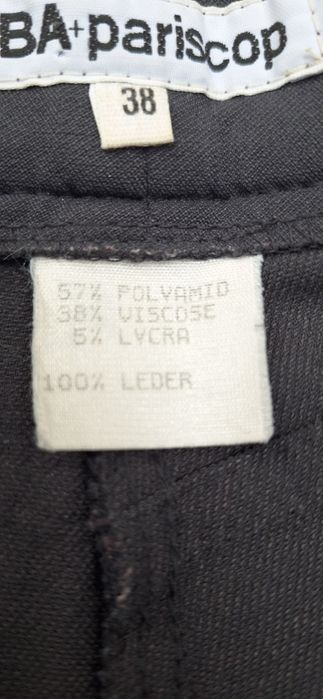 BA+pariscop
38
57% POLYAMID
38% VISCOSE
5% LYCRA
100% LEDER